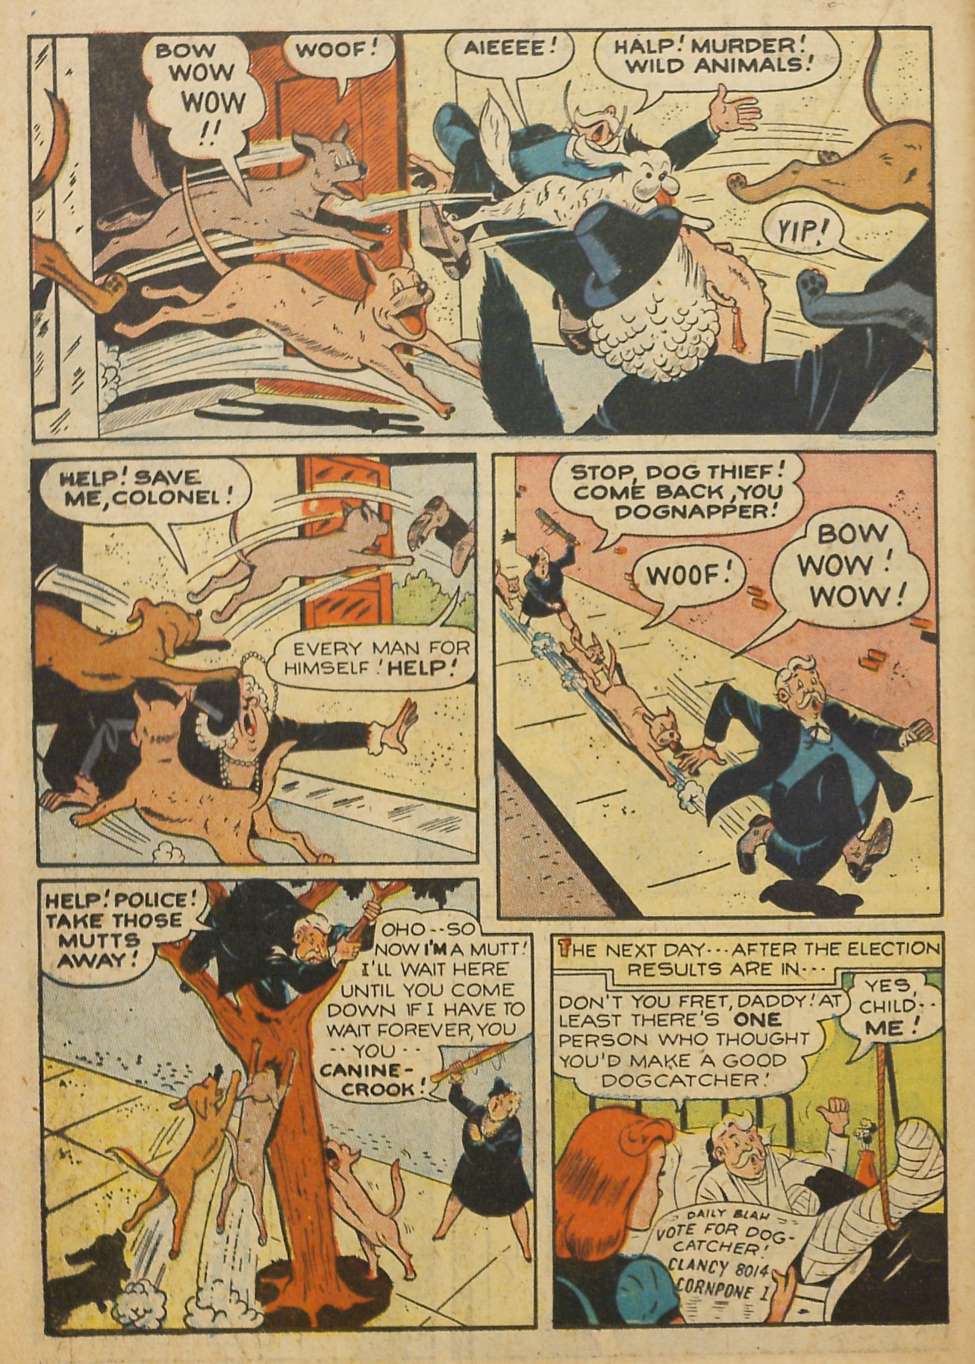 BOW
WOW
WOW
!!
WOOF!
AIEEEE!
HALP! MURDER!
WILD ANIMALS!
YIP!
HELP! SAVE
ME, COLONEL!
EVERY MAN FOR
HIMSELF! HELP!
STOP, DOG THIEF!
COME BACK, YOU
DOGNAPPER!
WOOF!
BOW
WOW!
WOW!
HELP! POLICE!
TAKE THOSE
MUTTS
AWAY!
OHO--SO
NOW I'M A MUTT!
I'LL WAIT HERE
UNTIL YOU COME
DOWN IF I HAVE TO
WAIT FOREVER, YOU
--YOU--
CANINE-
CROOK!
THE NEXT DAY---AFTER THE ELECTION
RESULTS ARE IN---
DON'T YOU FRET, DADDY! AT
LEAST THERE'S ONE
PERSON WHO THOUGHT
YOU'D MAKE A GOOD
DOGCATCHER!
YES,
CHILD--
ME!
DAILY BLAH
VOTE FOR DOG-
CATCHER!
CLANCY 8014
CORNPONE 1